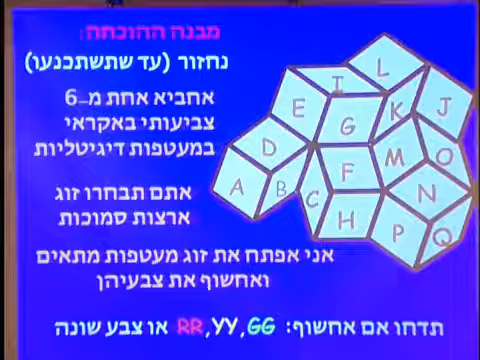 מבנה ההוכחה:
נחזור (עד שתשתכנעו)
אחביא אחת מ-6
צביעותי באקראי
במעטפות דיגיטליות
אתם תבחרו זוג
ארצות סמוכות
אני אפתח את זוג מעטפות מתאים
ואחשוף את צבעיהן
תדחו אם אחשוף: RR,YY,GG או צבע שונה
L
I
K
J
E
G
D
M
O
F
A
B
C
N
H
P
Q